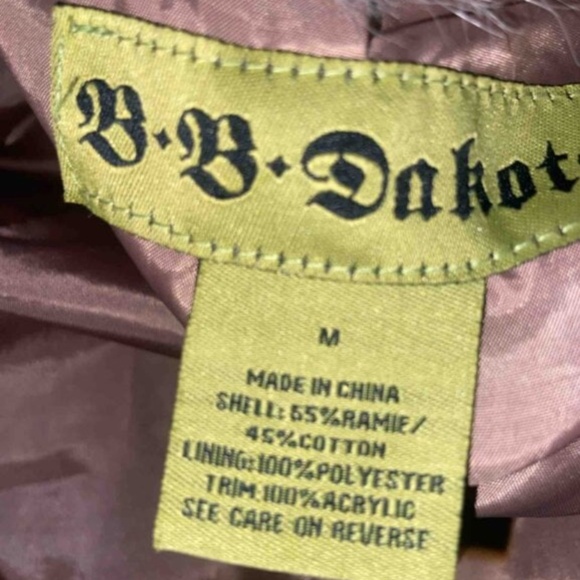 B·B·Dakot
M
MADE IN CHINA
SHELL: 55%RAMIE/
45%COTTON
LINING:100%POLYESTER
TRIM:100%ACRYLIC
SEE CARE ON REVERSE